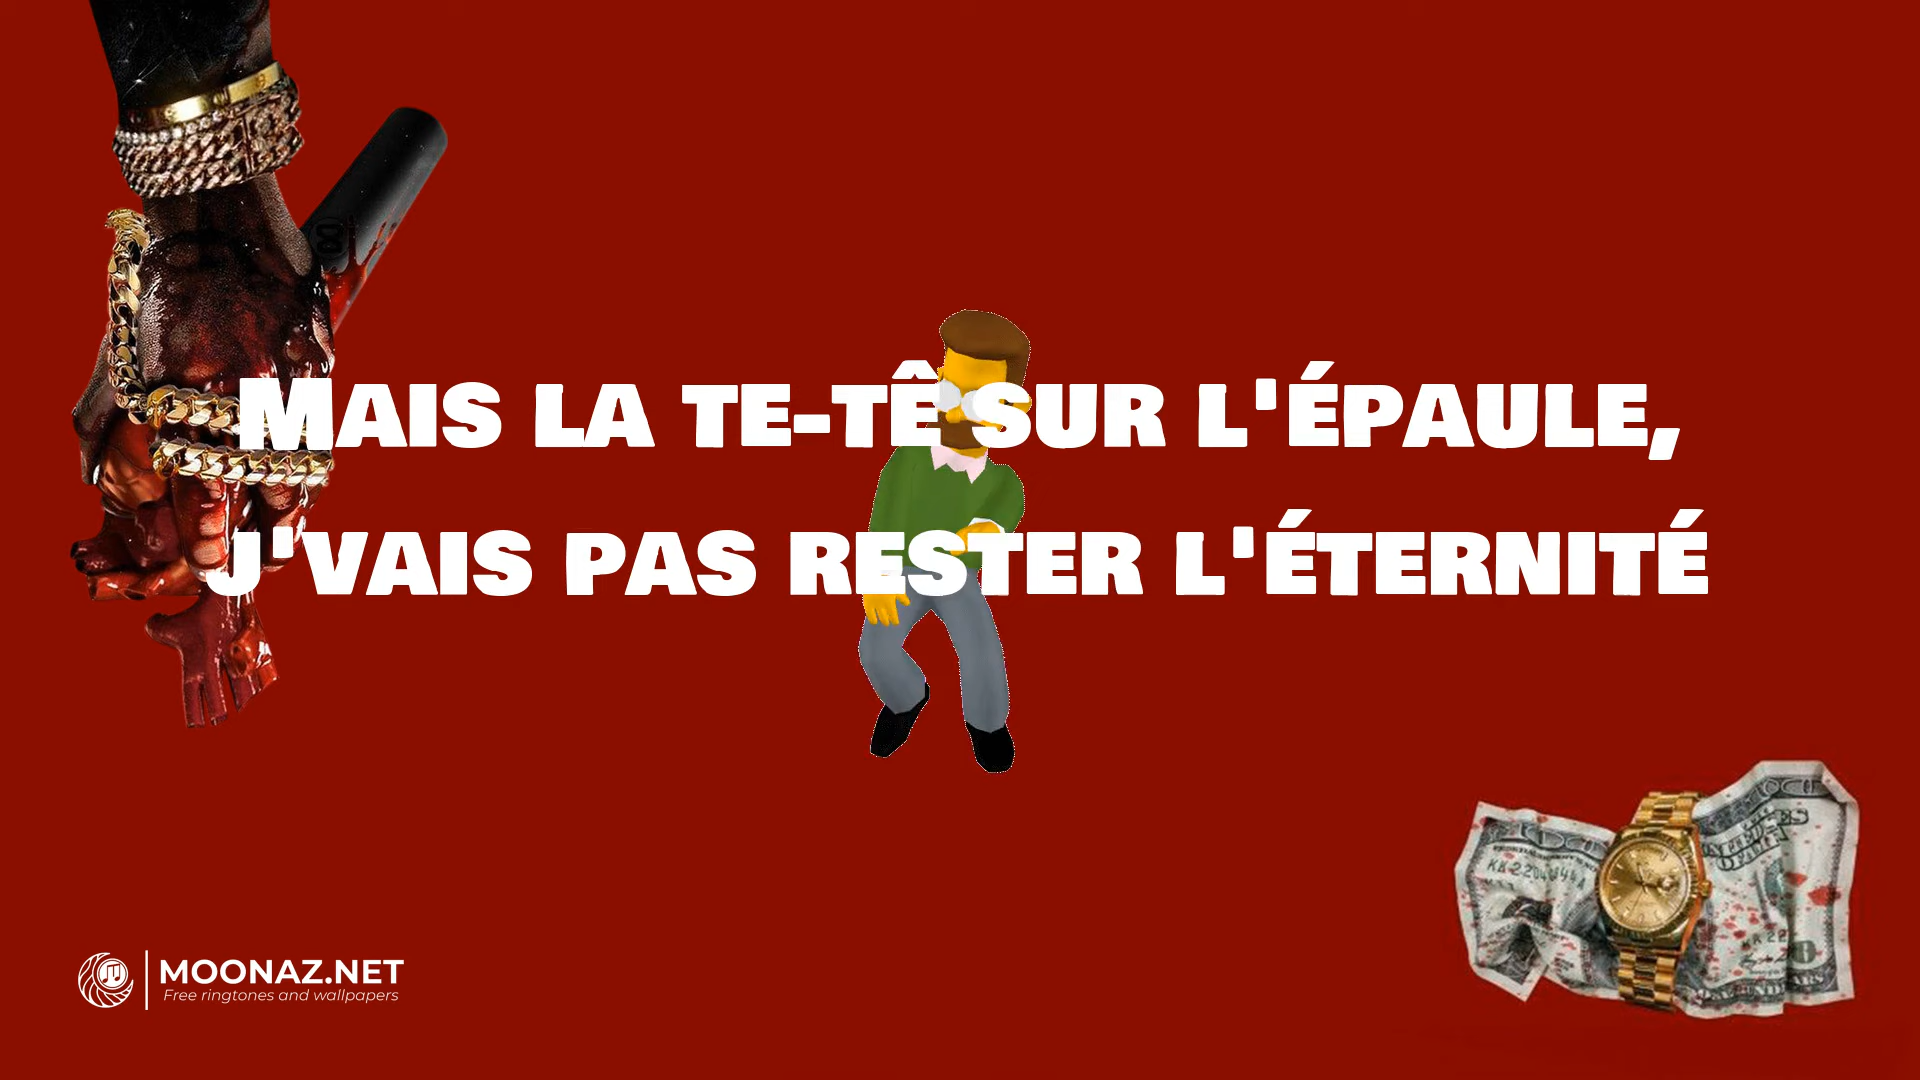 Mais la te-tê sur l'épaule,
j'vais pas rester l'éternité
MOONAZ.NET
Free ringtones and wallpapers